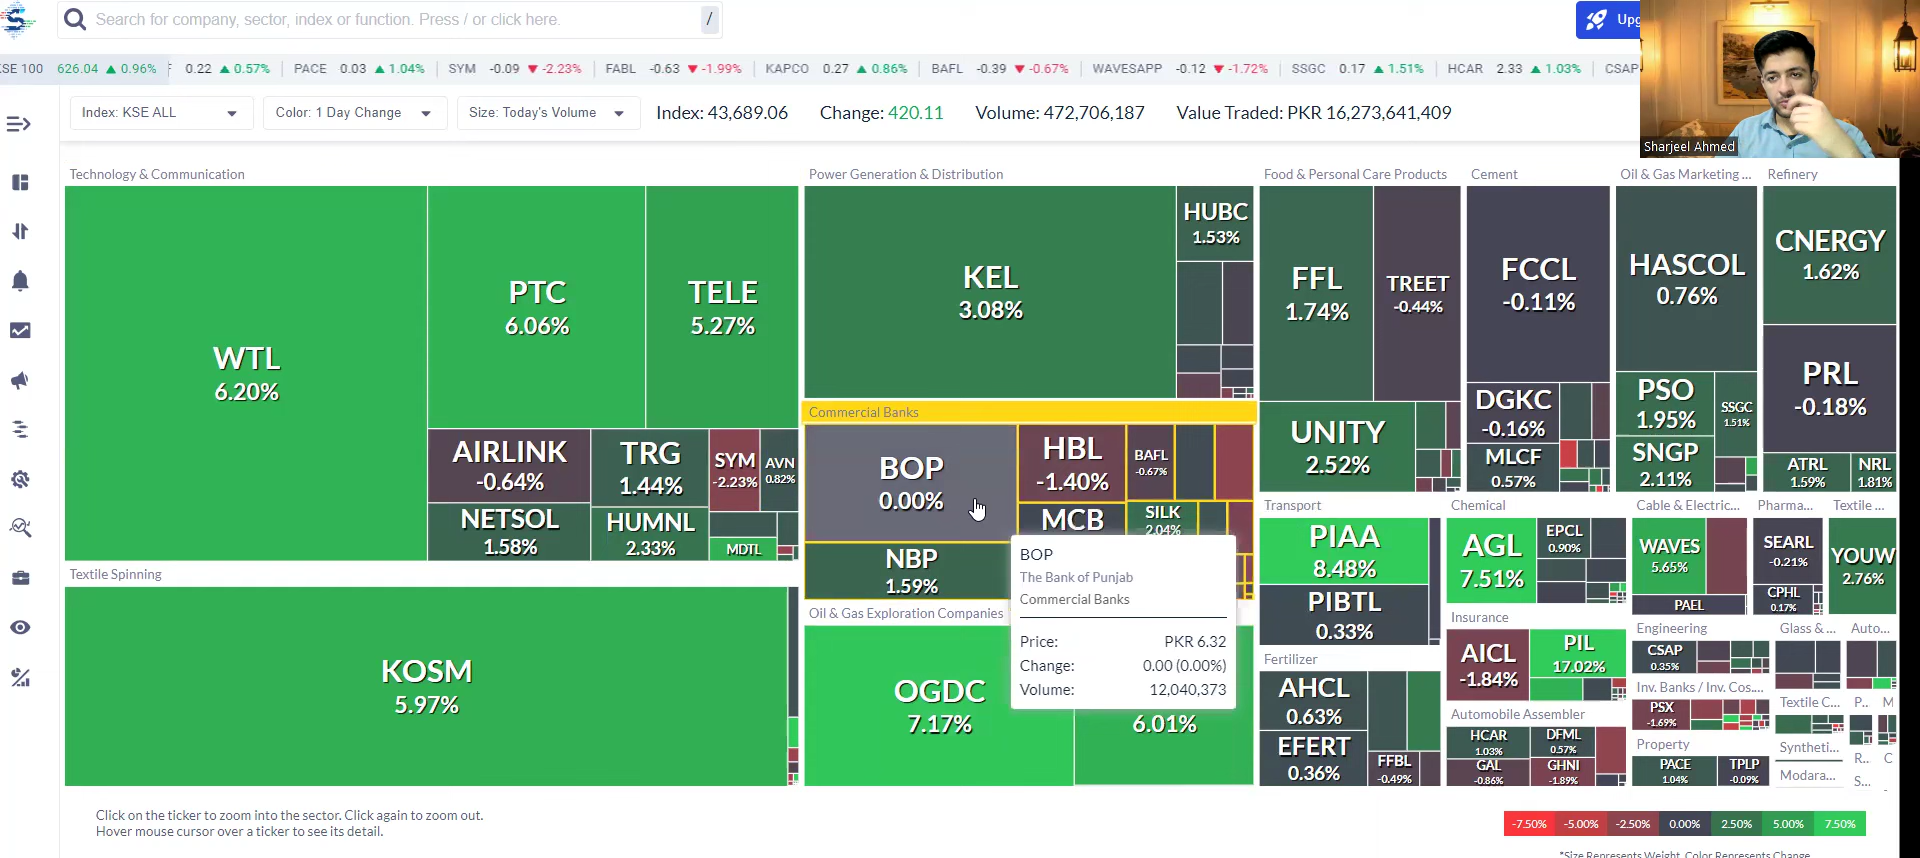 Search for company, sector, index or function. Press / or click here.
/
KSE 100 626.04 ▲ 0.96% 0.22 ▲ 0.57% PACE 0.03 ▲ 1.04% SYM -0.09 ▼ -2.23% FABL -0.63 ▼ -1.99% KAPCO 0.27 ▲ 0.86% BAFL -0.39 ▼ -0.67% WAVESAPP -0.12 ▼ -1.72% SSGC 0.17 ▲ 1.51% HCAR 2.33 ▲ 1.03% CSAP
Sharjeel Ahmed
Index: KSE ALL
Color: 1 Day Change
Size: Today's Volume
Index: 43,689.06
Change: 420.11
Volume: 472,706,187
Value Traded: PKR 16,273,641,409
Technology & Communication
WTL
6.20%
PTC
6.06%
TELE
5.27%
AIRLINK
-0.64%
NETSOL
1.58%
TRG
1.44%
HUMNL
2.33%
SYM
-2.23%
AVN
0.82%
MDTL
Textile Spinning
KOSM
5.97%
Power Generation & Distribution
KEL
3.08%
HUBC
1.53%
Commercial Banks
BOP
0.00%
NBP
1.59%
HBL
-1.40%
MCB
BAFL
-0.67%
SILK
2.04%
Oil & Gas Exploration Companies
OGDC
7.17%
6.01%
BOP
The Bank of Punjab
Commercial Banks
Price: PKR 6.32
Change: 0.00 (0.00%)
Volume: 12,040,373
Food & Personal Care Products
FFL
1.74%
TREET
-0.44%
UNITY
2.52%
Cement
FCCL
-0.11%
DGKC
-0.16%
MLCF
0.57%
Oil & Gas Marketing ...
HASCOL
0.76%
PSO
1.95%
SSGC
1.51%
SNGP
2.11%
Refinery
CNERGY
1.62%
PRL
-0.18%
ATRL
1.59%
NRL
1.81%
Transport
PIAA
8.48%
PIBTL
0.33%
Fertilizer
AHCL
0.63%
EFERT
0.36%
FFBL
-0.49%
Chemical
AGL
7.51%
EPCL
0.90%
Insurance
AICL
-1.84%
PIL
17.02%
Automobile Assembler
HCAR
1.03%
DFML
0.57%
GAL
-0.86%
GHNI
-1.89%
Cable & Electric...
WAVES
5.65%
PAEL
Engineering
CSAP
0.35%
Inv. Banks / Inv. Cos....
PSX
-1.69%
Property
PACE
1.04%
TPLP
-0.09%
Pharma...
SEARL
-0.21%
CPHL
0.17%
Textile ...
YOUW
2.76%
Glass & ...
Auto...
Textile C...
P...
M
Syntheti...
R...
C
Modara...
S...
Click on the ticker to zoom into the sector. Click again to zoom out.
Hover mouse cursor over a ticker to see its detail.
-7.50% -5.00% -2.50% 0.00% 2.50% 5.00% 7.50%
*Size Represents Weight, Color Represents Change